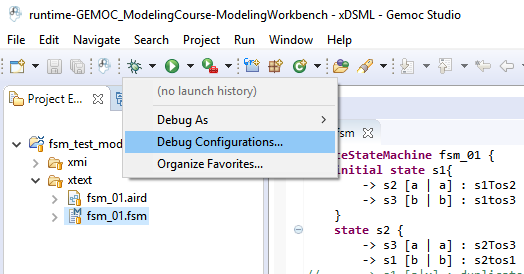 runtime-GEMOC_ModelingCourse-ModelingWorkbench - xDSML - Gemoc Studio
File Edit Navigate Search Project Run Window Help
Project E...
(no launch history)
Debug As
Debug Configurations...
Organize Favorites...
fsm_test_mod
xmi
xtext
fsm_01.aird
fsm_01.fsm
fsm
teStateMachine fsm_01 {
initial state s1{
-> s2 [a | a] : s1Tos2
-> s3 [b | b] : s1tos3
}
state s2 {
-> s3 [a | a] : s2Tos3
-> s1 [b | b] : s2tos1